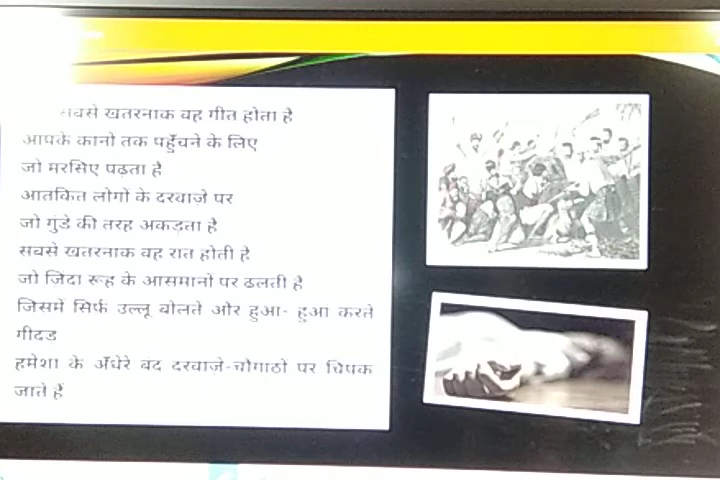 सबसे खतरनाक वह गीत होता है
आपके कानो तक पहुँचने के लिए
जो मरसिए पढ़ता है
आतंकित लोगों के दरवाज़े पर
जो गुंडे की तरह अकड़ता है
सबसे खतरनाक वह रात होती है
जो जिंदा रूह के आसमानों पर ढलती है
जिसमें सिर्फ उल्लू बोलते और हुआ- हुआ करते
गीदड
हमेशा के अँधेरे बंद दरवाजे-चौगाठो पर चिपक
जाते हैं